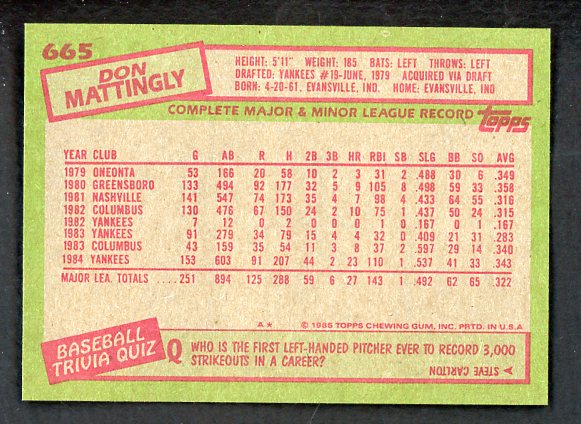 665
DON
MATTINGLY
HEIGHT: 5'11" WEIGHT: 185 BATS: LEFT THROWS: LEFT
DRAFTED: YANKEES #19-JUNE, 1979 ACQUIRED VIA DRAFT
BORN: 4-20-61, EVANSVILLE, IND. HOME: EVANSVILLE, IND
COMPLETE MAJOR & MINOR LEAGUE RECORD topps
YEAR CLUB G AB R H 2B 3B HR RBI SB SLG BB SO AVG
1979 ONEONTA 53 166 20 58 10 2 3 31 2 .488 30 6 .349
1980 GREENSBORO 133 494 92 177 32 5 9 105 8 .498 59 33 .358
1981 NASHVILLE 141 547 74 173 35 4 7 98 4 .433 64 55 .316
1982 COLUMBUS 130 476 67 150 24 2 10 75 1 .437 50 24 .315
1982 YANKEES 7 12 0 2 0 0 0 1 0 .167 0 1 .167
1983 YANKEES 91 279 34 79 15 4 4 32 0 .409 21 31 .283
1983 COLUMBUS 43 159 35 54 11 3 8 37 2 .597 29 14 .340
1984 YANKEES 153 603 91 207 44 2 23 110 1 .537 41 33 .343
MAJOR LEA. TOTALS ....251 894 125 288 59 6 27 143 1 .492 62 65 .322
A★ © 1985 TOPPS CHEWING GUM, INC. PRTD. IN U.S.A
BASEBALL
TRIVIA QUIZ
Q WHO IS THE FIRST LEFT-HANDED PITCHER EVER TO RECORD 3,000
STRIKEOUTS IN A CAREER?
A STEVE CARLTON